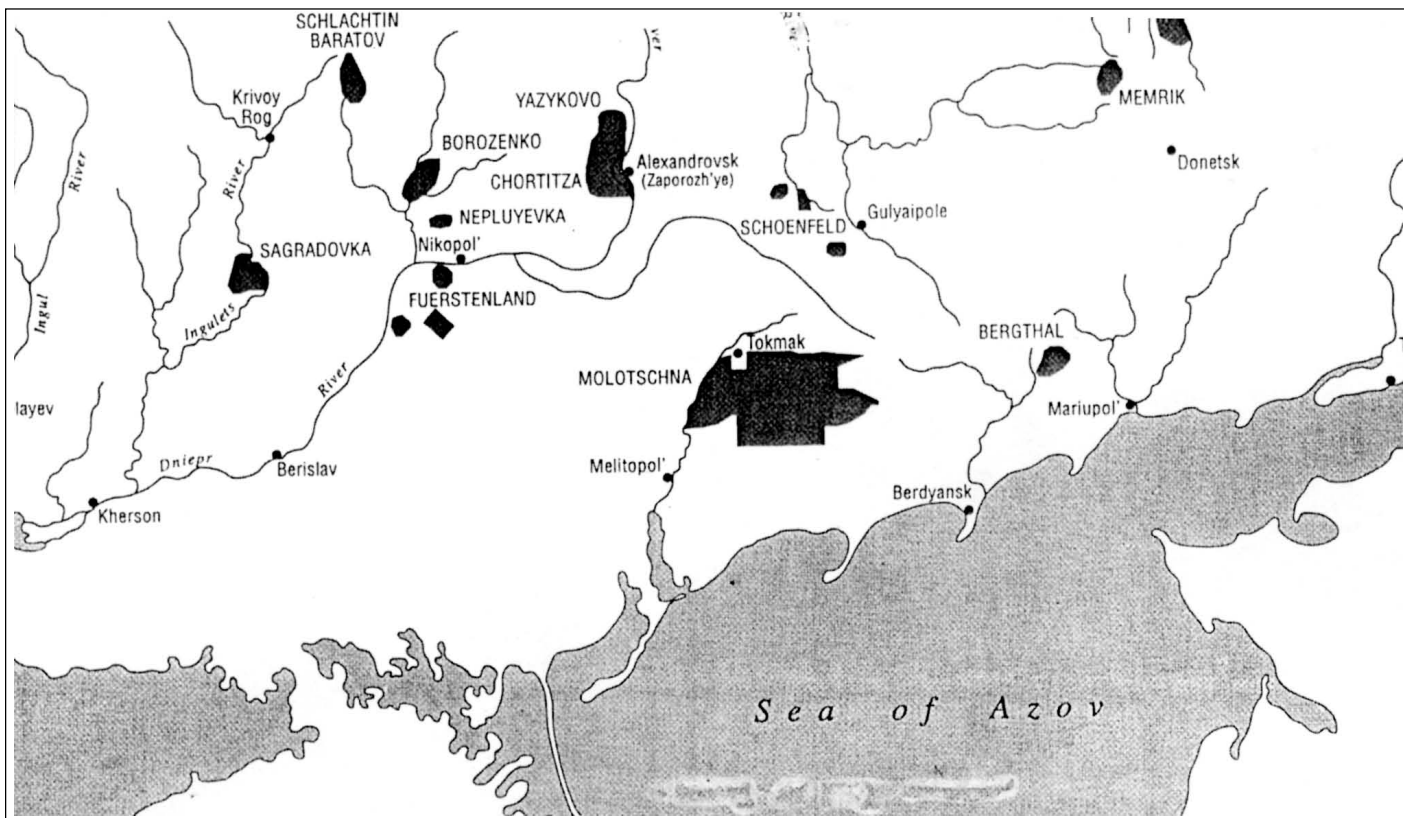 SCHLACHTIN
BARATOV
Krivoy
Rog
River
River
BOROZENKO
NEPLUYEVKA
Nikopol'
SAGRADOVKA
Ingul
Ingulets
FUERSTENLAND
River
layev
Dniepr
Berislav
Kherson
YAZYKOVO
CHORTITZA
Alexandrovsk
(Zaporozh'ye)
ver
MEMRIK
Donetsk
Gulyaipole
SCHOENFELD
Tokmak
MOLOTSCHNA
Melitopol'
BERGTHAL
Mariupol'
Berdyansk
Sea of Azov